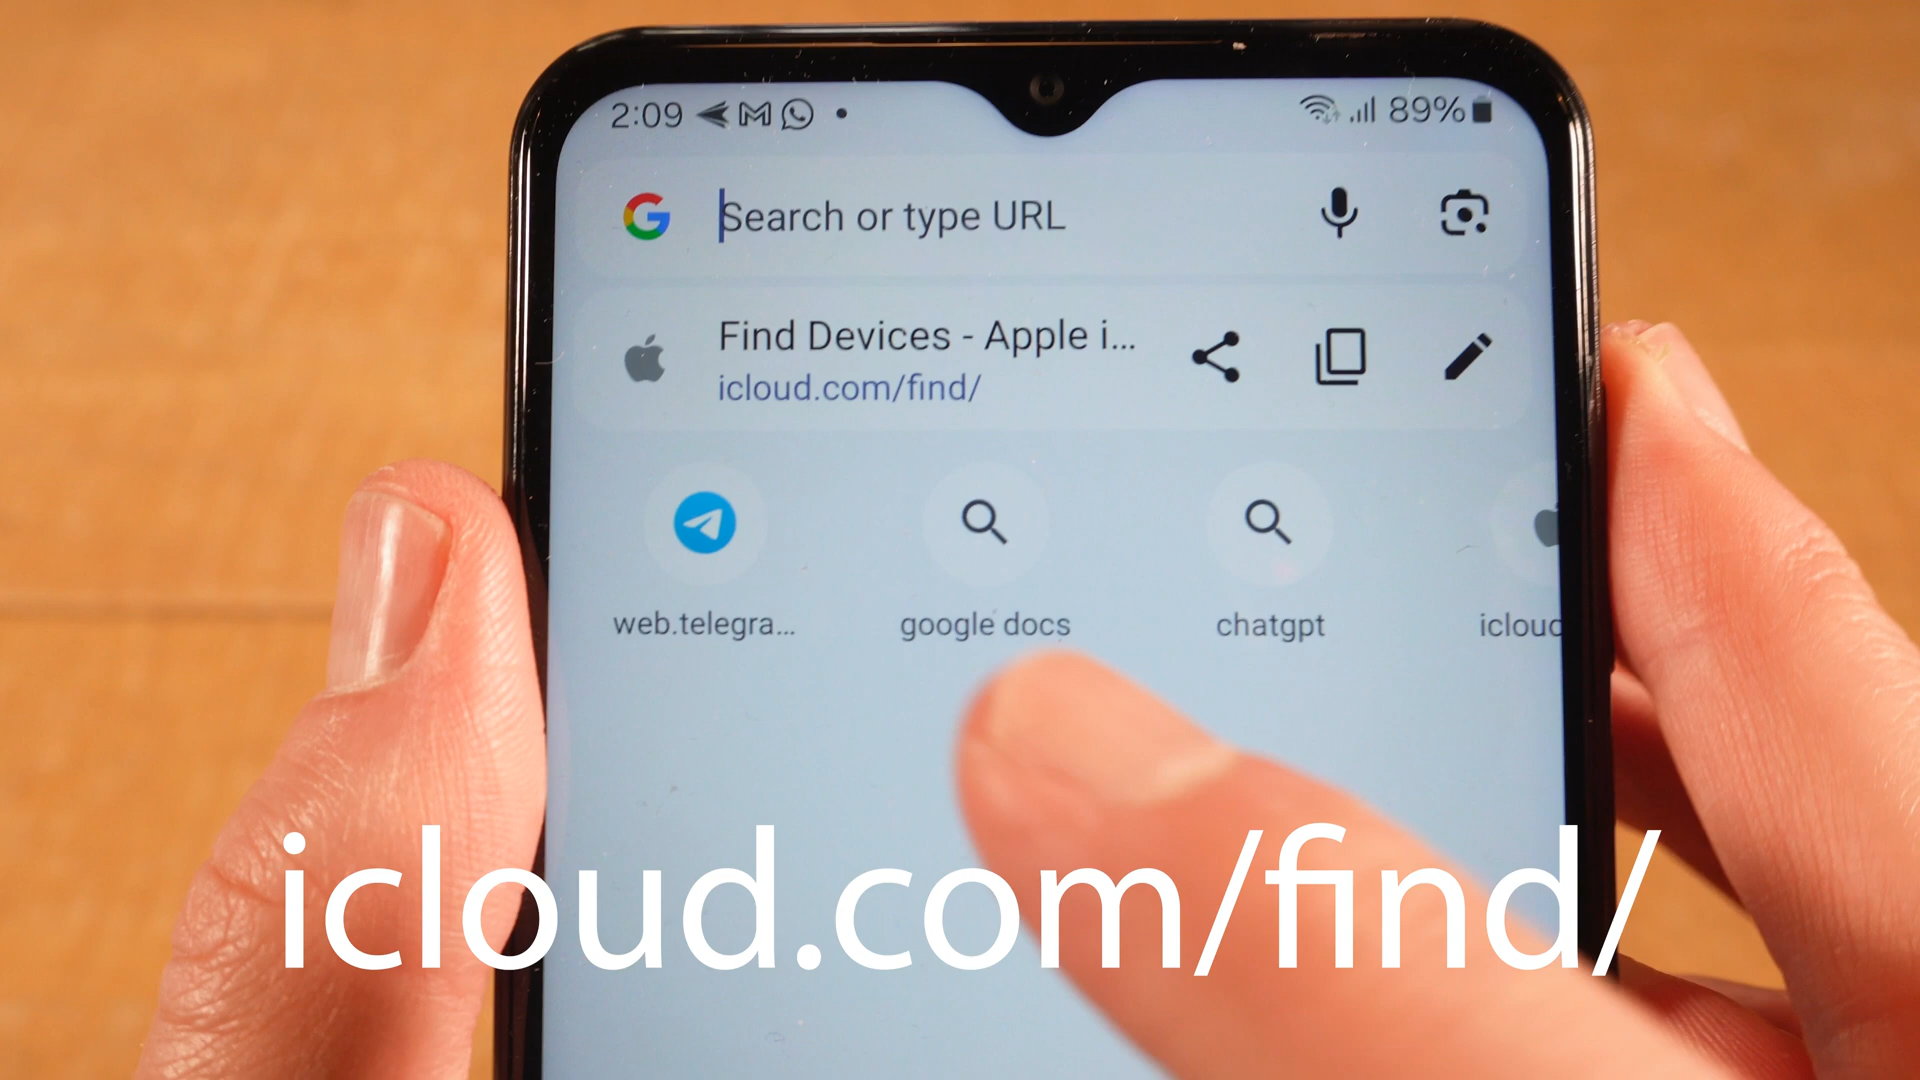 2:09 89%
Search or type URL
Find Devices - Apple i...
icloud.com/find/
web.telegra... google docs chatgpt icloud
icloud.com/find/